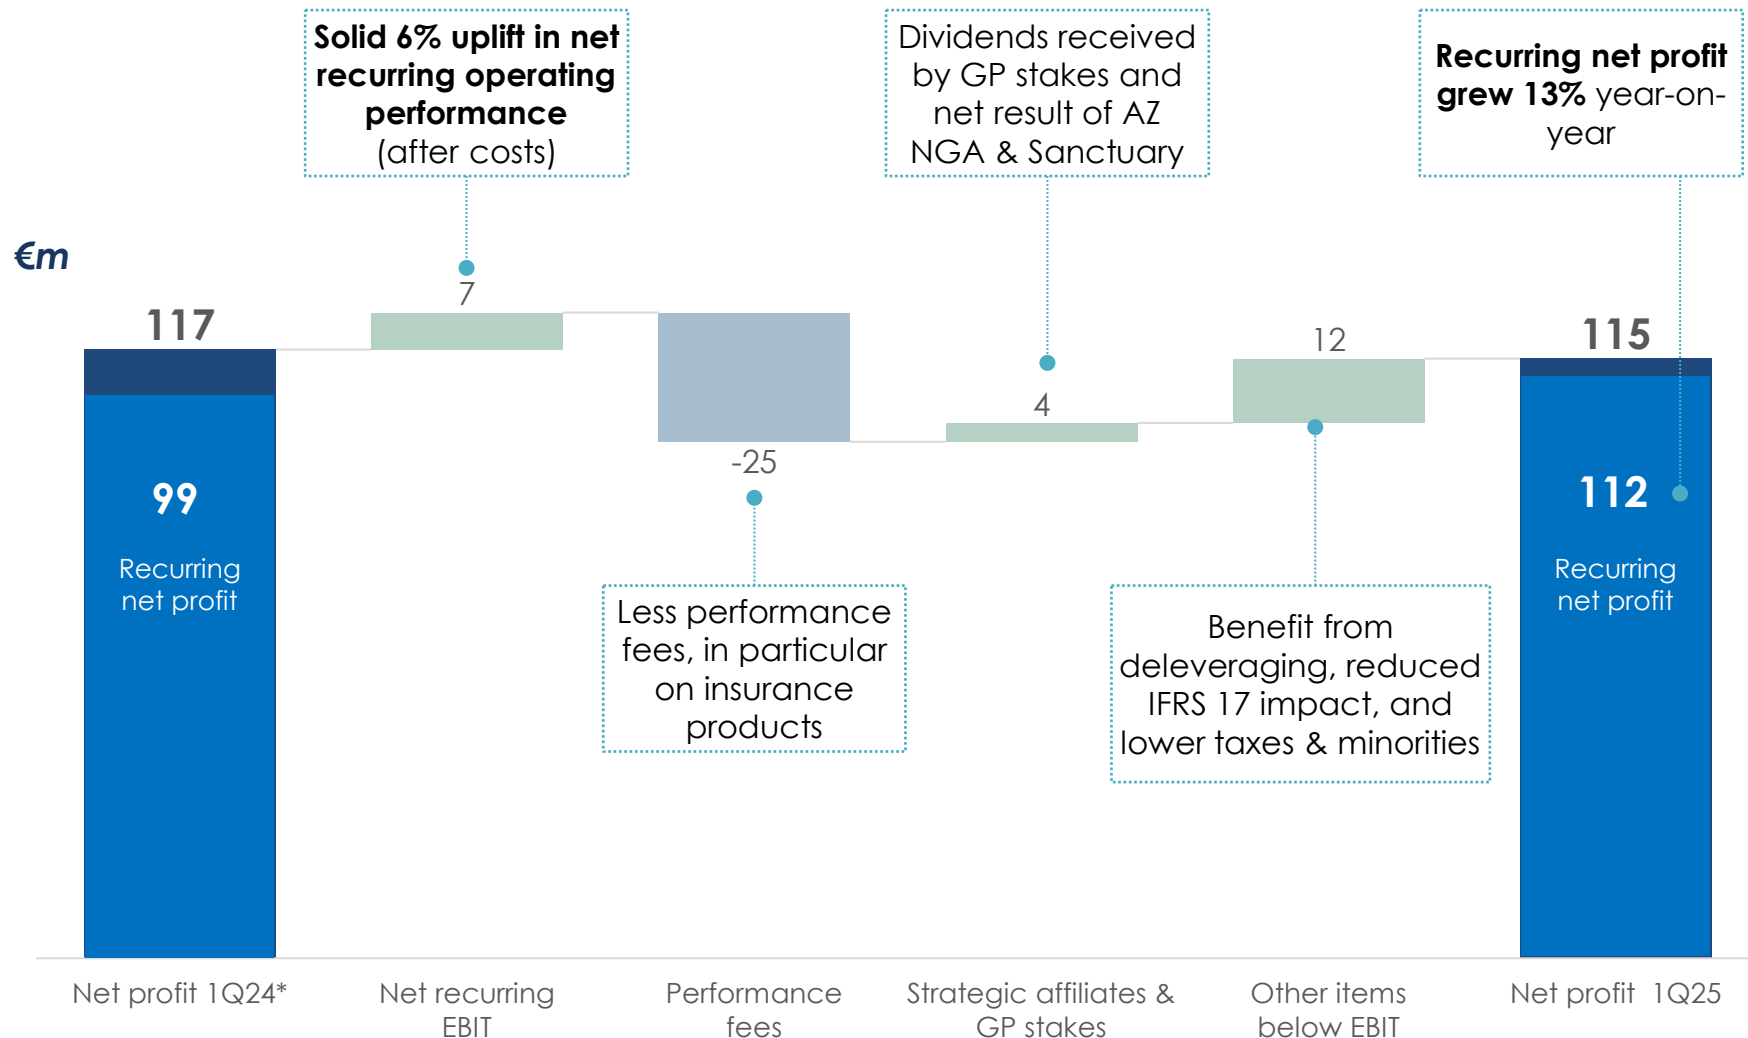 Solid 6% uplift in net
recurring operating
performance
(after costs)
Dividends received
by GP stakes and
net result of AZ
NGA & Sanctuary
Recurring net profit
grew 13% year-on-
year
€m
117
7
-25
4
12
115
99
Recurring
net profit
112
Recurring
net profit
Less performance
fees, in particular
on insurance
products
Benefit from
deleveraging, reduced
IFRS 17 impact, and
lower taxes & minorities
Net profit 1Q24*
Net recurring
EBIT
Performance
fees
Strategic affiliates &
GP stakes
Other items
below EBIT
Net profit 1Q25